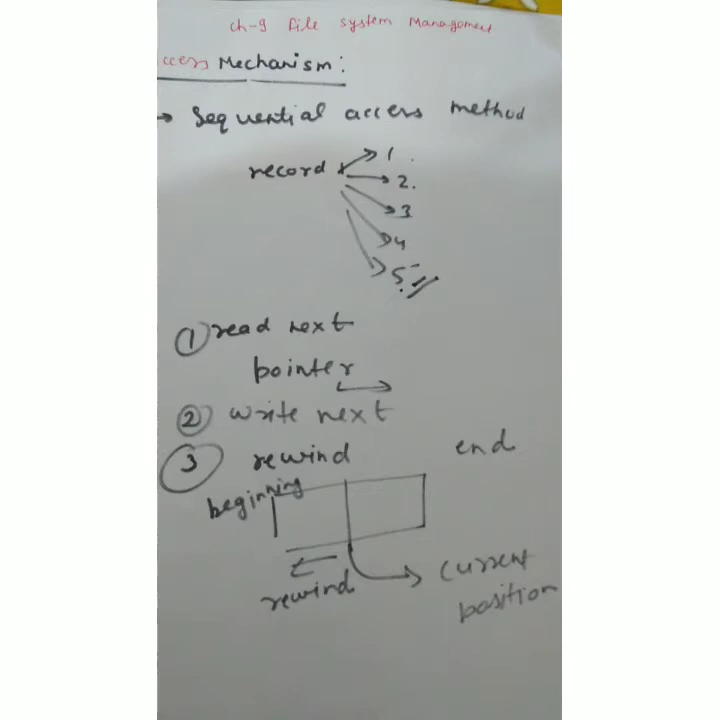 ch-9 File system Management
ccess Mechanism:
→ Sequential access method
record
1.
2.
3
4
5.
① read next
pointer
② write next
③ rewind
end
beginning
rewind
current
position